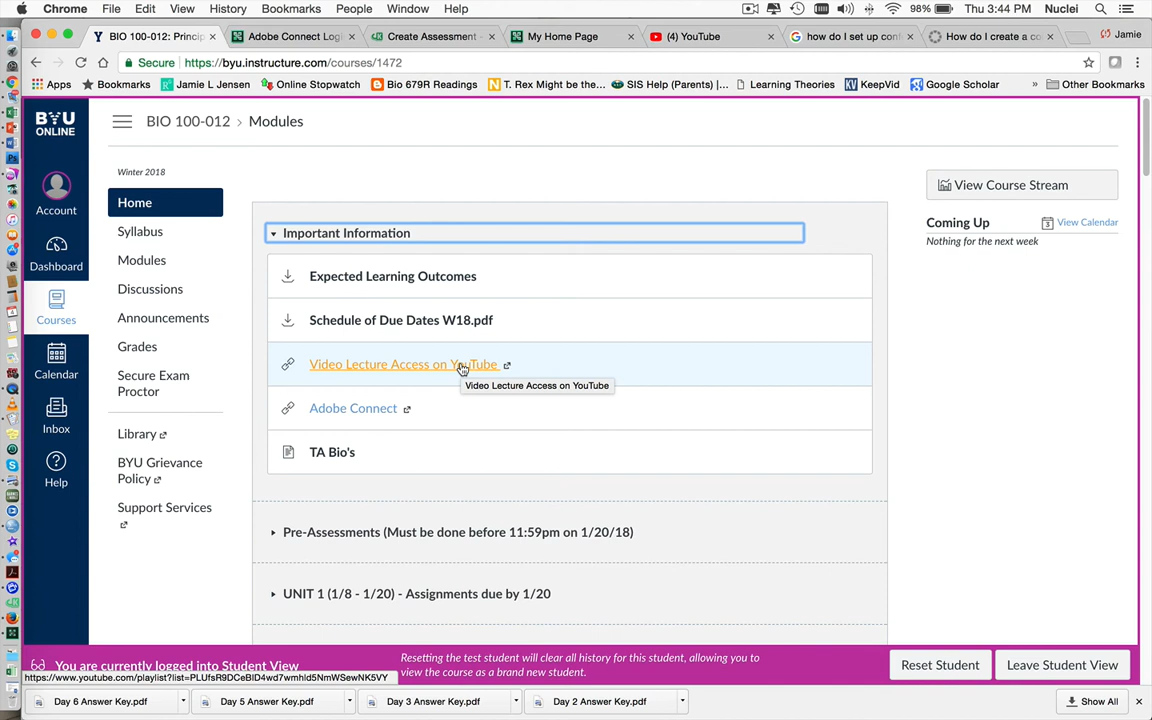 Chrome File Edit View History Bookmarks People Window Help 98% Thu 3:44 PM Nuclei
BIO 100-012: Princip × Adobe Connect Log × Create Assessment - × My Home Page × (4) YouTube × how do I set up conf × How do I create a co × Jamie
Secure https://byu.instructure.com/courses/1472
Apps Bookmarks Jamie L Jensen Online Stopwatch Bio 679R Readings T. Rex Might be the... SIS Help (Parents) |... Learning Theories KeepVid Google Scholar » Other Bookmarks
BYU
ONLINE
BIO 100-012 › Modules
Winter 2018
View Course Stream
Account
Home
Syllabus
Important Information
Coming Up
View Calendar
Nothing for the next week
Dashboard
Modules
Expected Learning Outcomes
Discussions
Courses
Announcements
Schedule of Due Dates W18.pdf
Grades
Video Lecture Access on YouTube
Video Lecture Access on YouTube
Calendar
Secure Exam
Proctor
Adobe Connect
Inbox
Library
TA Bio's
BYU Grievance
Policy
Help
Support Services
Pre-Assessments (Must be done before 11:59pm on 1/20/18)
UNIT 1 (1/8 - 1/20) - Assignments due by 1/20
You are currently logged into Student View
Resetting the test student will clear all history for this student, allowing you to
view the course as a brand new student.
Reset Student
Leave Student View
https://www.youtube.com/playlist?list=PLUfsR9DCeBlD4wd7wmhld5NmWSewNK5VY
Day 6 Answer Key.pdf Day 5 Answer Key.pdf Day 3 Answer Key.pdf Day 2 Answer Key.pdf Show All ×